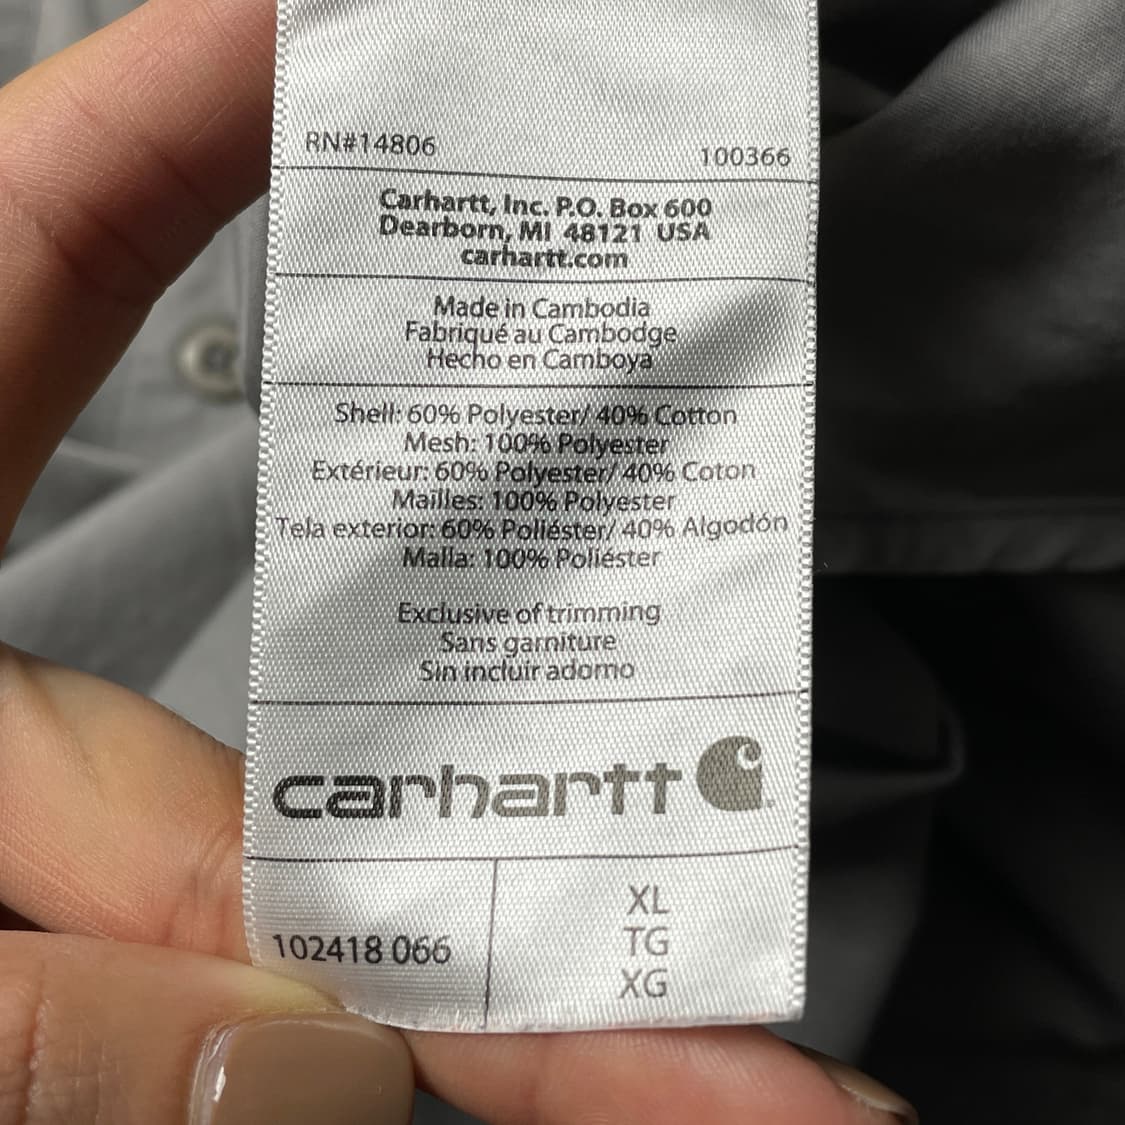 RN#14806
100366
Carhartt, Inc. P.O. Box 600
Dearborn, MI 48121 USA
carhartt.com
Made in Cambodia
Fabriqué au Cambodge
Hecho en Camboya
Shell: 60% Polyester/ 40% Cotton
Mesh: 100% Polyester
Extérieur: 60% Polyester/ 40% Coton
Mailles: 100% Polyester
Tela exterior: 60% Poliéster/ 40% Algodón
Malla: 100% Poliéster
Exclusive of trimming
Sans garniture
Sin incluir adorno
carhartt
102418 066
XL
TG
XG